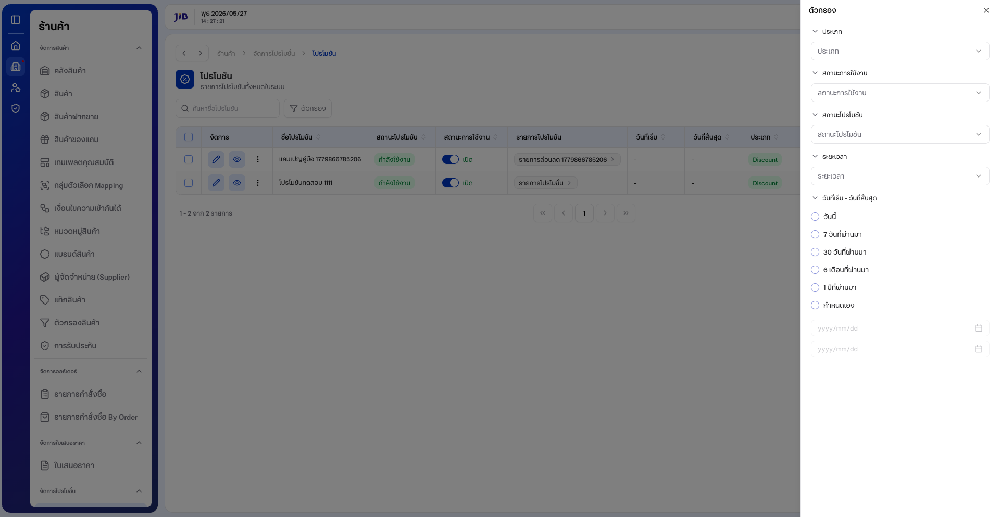 ร้านค้า
จัดการสินค้า
คลังสินค้า
สินค้า
สินค้าฝากขาย
สินค้าของแถม
เทมเพลตคุณสมบัติ
กลุ่มตัวเลือก Mapping
เงื่อนไขความเข้ากันได้
หมวดหมู่สินค้า
แบรนด์สินค้า
ผู้จัดจำหน่าย (Supplier)
แท็กสินค้า
ตัวกรองสินค้า
การรับประกัน
จัดการออร์เดอร์
รายการคำสั่งซื้อ
รายการคำสั่งซื้อ By Order
จัดการใบเสนอราคา
ใบเสนอราคา
จัดการโปรโมชั่น
JIB
พุธ 2026/05/27
14 : 27 : 21
ร้านค้า จัดการโปรโมชั่น โปรโมชัน
โปรโมชัน
รายการโปรโมชันทั้งหมดในระบบ
ค้นหาชื่อโปรโมชัน ตัวกรอง
จัดการ ชื่อโปรโมชัน สถานะโปรโมชัน สถานะการใช้งาน รายการโปรโมชัน วันที่เริ่ม วันที่สิ้นสุด ประเภท
แคมเปญคู่มือ 1779866785206 กำลังใช้งาน เปิด รายการส่วนลด 1779866785206 - - Discount
โปรโมชันทดสอบ 1111 กำลังใช้งาน เปิด รายการโปรโมชั่น - - Discount
1 - 2 จาก 2 รายการ 1
ตัวกรอง
ประเภท
ประเภท
สถานะการใช้งาน
สถานะการใช้งาน
สถานะโปรโมชัน
สถานะโปรโมชัน
ระยะเวลา
ระยะเวลา
วันที่เริ่ม - วันที่สิ้นสุด
วันนี้
7 วันที่ผ่านมา
30 วันที่ผ่านมา
6 เดือนที่ผ่านมา
1 ปีที่ผ่านมา
กำหนดเอง
yyyy/mm/dd
yyyy/mm/dd